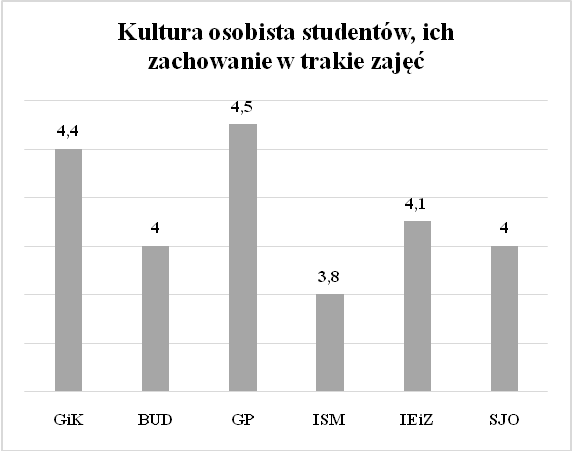 Kultura osobista studentów, ich
zachowanie w trakie zajęć
4,4
4
4,5
3,8
4,1
4
GiK BUD GP ISM IEiZ SJO